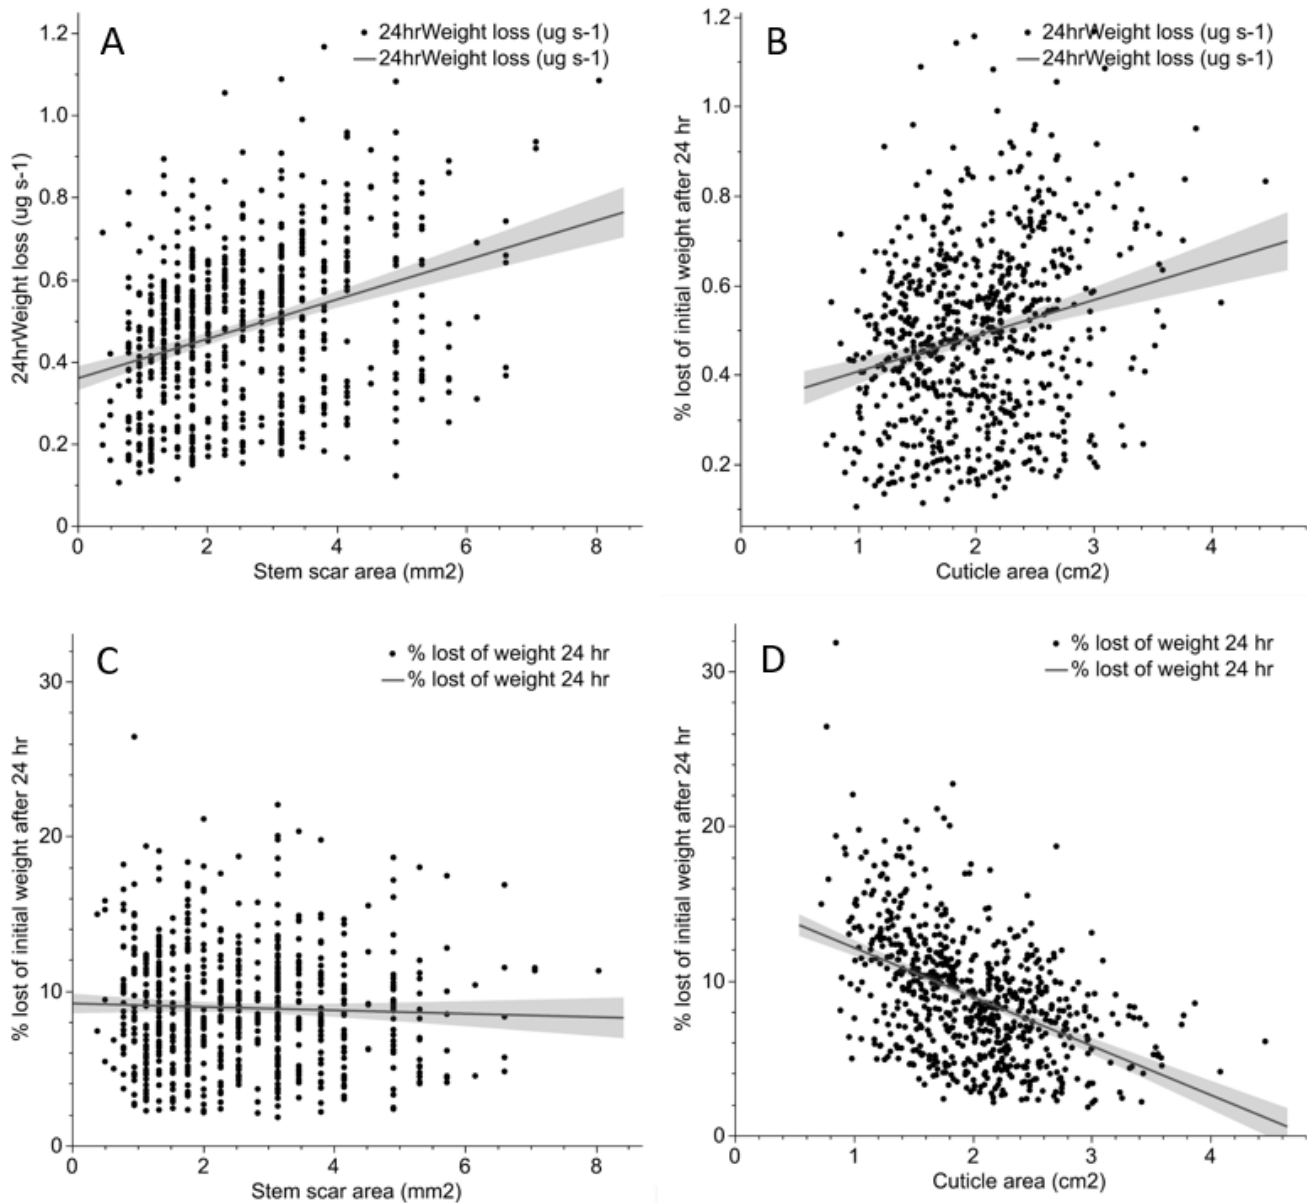 A
24hrWeight loss (ug s-1)
24hrWeight loss (ug s-1)
24hrWeight loss (ug s-1)
1.2
1.0
0.8
0.6
0.4
0.2
0
0 2 4 6 8
Stem scar area (mm2)
B
24hrWeight loss (ug s-1)
24hrWeight loss (ug s-1)
% lost of initial weight after 24 hr
1.2
1.0
0.8
0.6
0.4
0.2
0 1 2 3 4
Cuticle area (cm2)
C
% lost of weight 24 hr
% lost of weight 24 hr
% lost of initial weight after 24 hr
30
20
10
0
0 2 4 6 8
Stem scar area (mm2)
D
% lost of weight 24 hr
% lost of weight 24 hr
% lost of initial weight after 24 hr
30
20
10
0
0 1 2 3 4
Cuticle area (cm2)